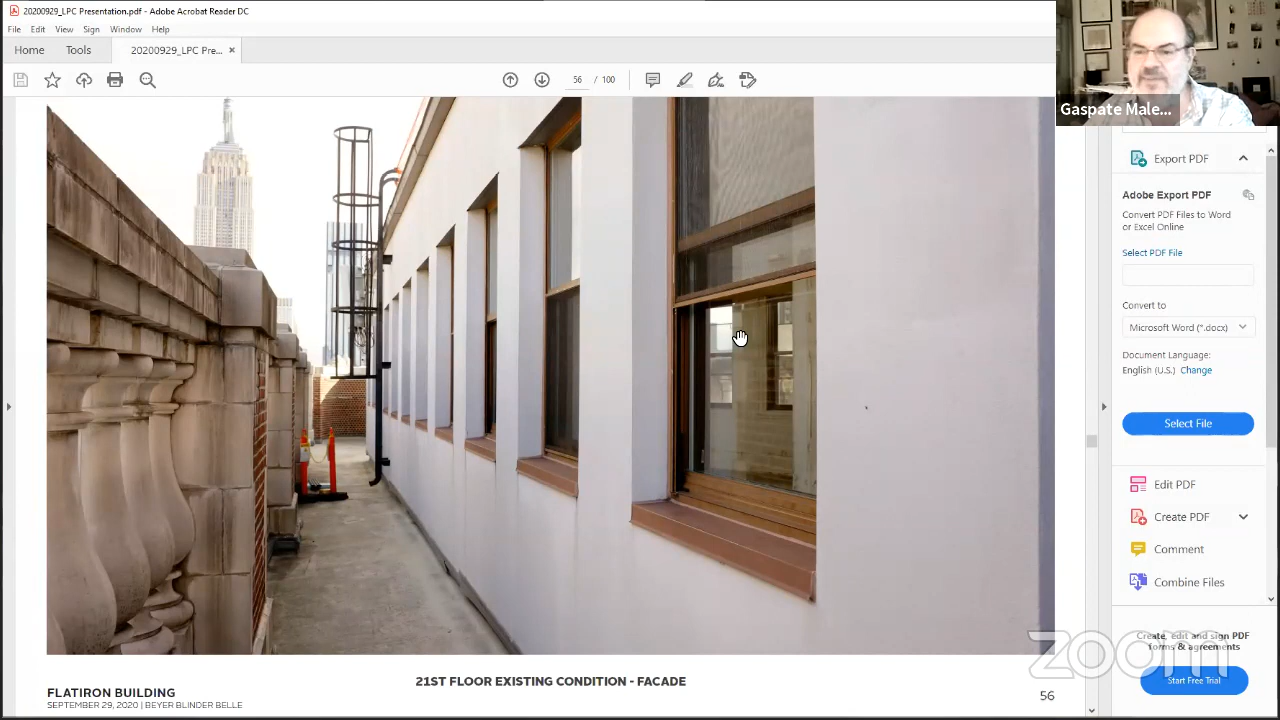 20200929_LPC Presentation.pdf - Adobe Acrobat Reader DC
File Edit View Sign Window Help
Home Tools 20200929_LPC Pre... ×
56 / 100
Gaspate Male...
Export PDF
Adobe Export PDF
Convert PDF Files to Word
or Excel Online
Select PDF File
Convert to
Microsoft Word (*.docx)
Document Language:
English (U.S.) Change
Select File
Edit PDF
Create PDF
Comment
Combine Files
Create, edit and sign PDF
forms & agreements
Start Free Trial
zoom
21ST FLOOR EXISTING CONDITION - FACADE
FLATIRON BUILDING
SEPTEMBER 29, 2020 | BEYER BLINDER BELLE
56